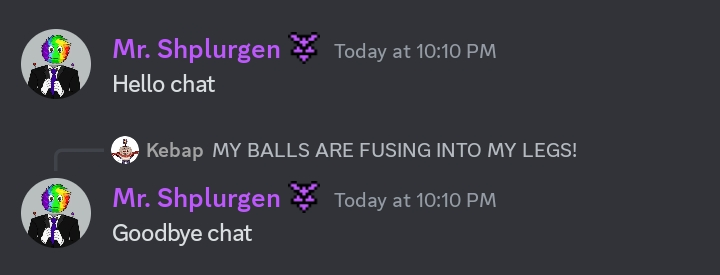 Mr. Shplurgen Today at 10:10 PM
Hello chat
Kebap MY BALLS ARE FUSING INTO MY LEGS!
Mr. Shplurgen Today at 10:10 PM
Goodbye chat